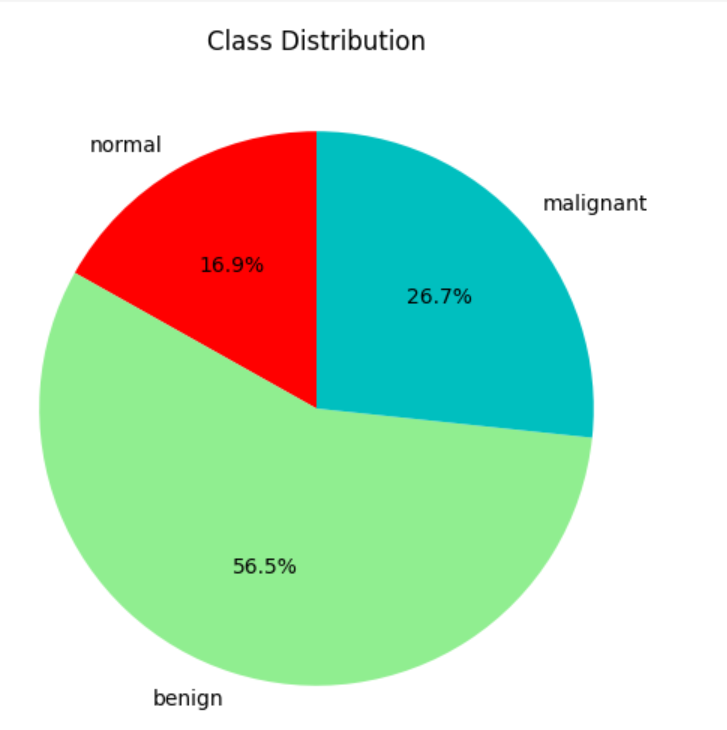 Class Distribution
normal
malignant
16.9%
26.7%
56.5%
benign